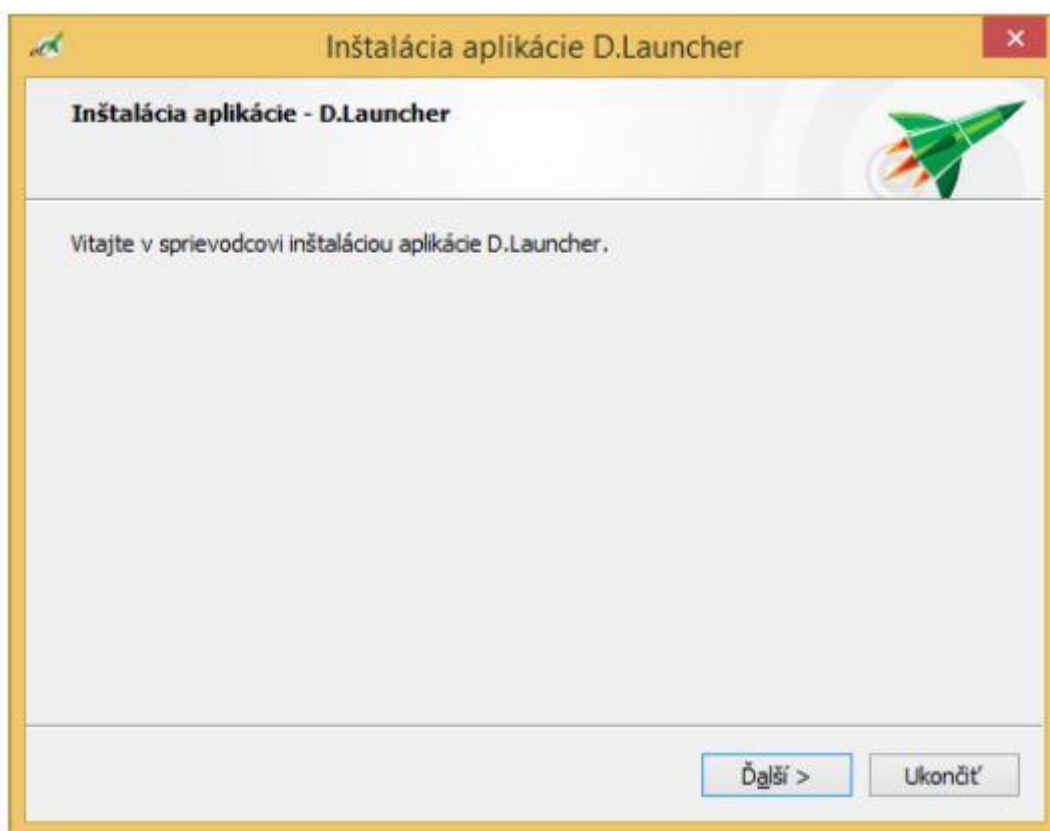 Inštalácia aplikácie D.Launcher
Inštalácia aplikácie - D.Launcher
Vitajte v sprievodcovi inštaláciou aplikácie D.Launcher.
Ďalší >
Ukončiť